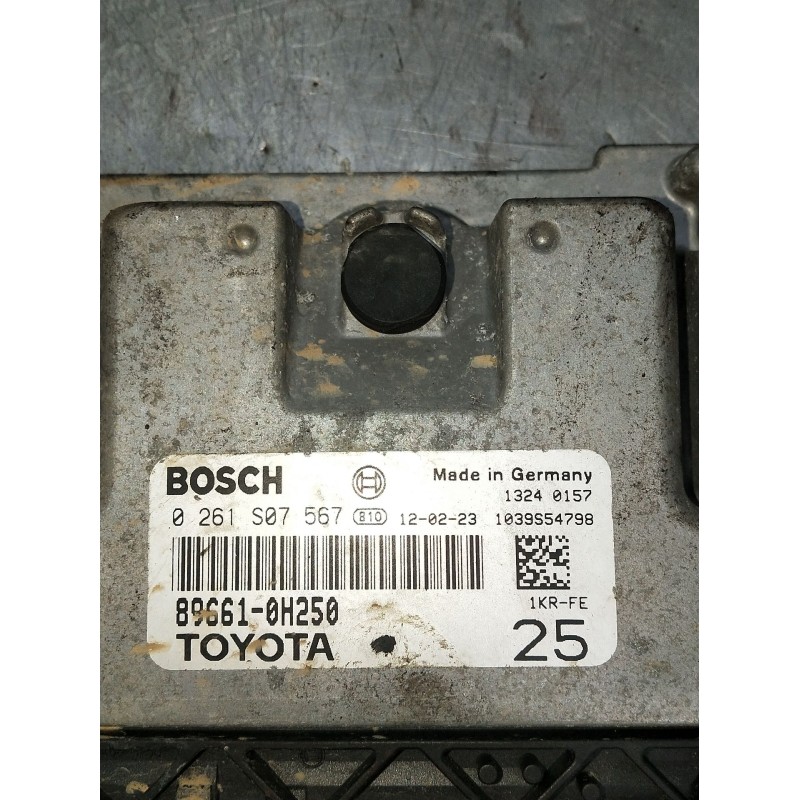 BOSCH Made in Germany
1324 0157
0 261 S07 567 B10 12-02-23 1039S54798
89661-0H250 1KR-FE
TOYOTA 25